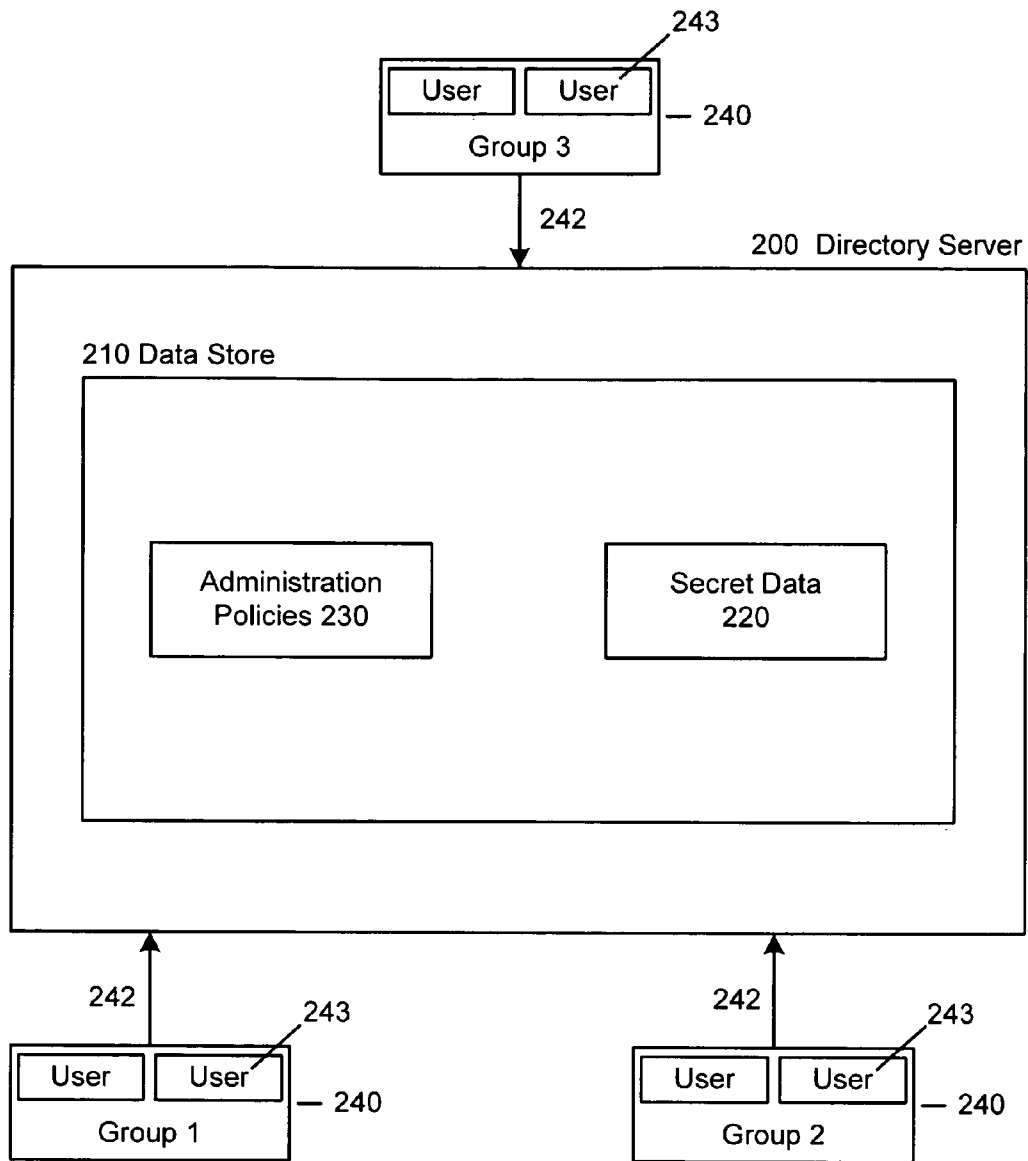 243
User User
240
Group 3
242
200 Directory Server
210 Data Store
Administration
Policies 230
Secret Data
220
242
243
User User
240
Group 1
242
243
User User
240
Group 2